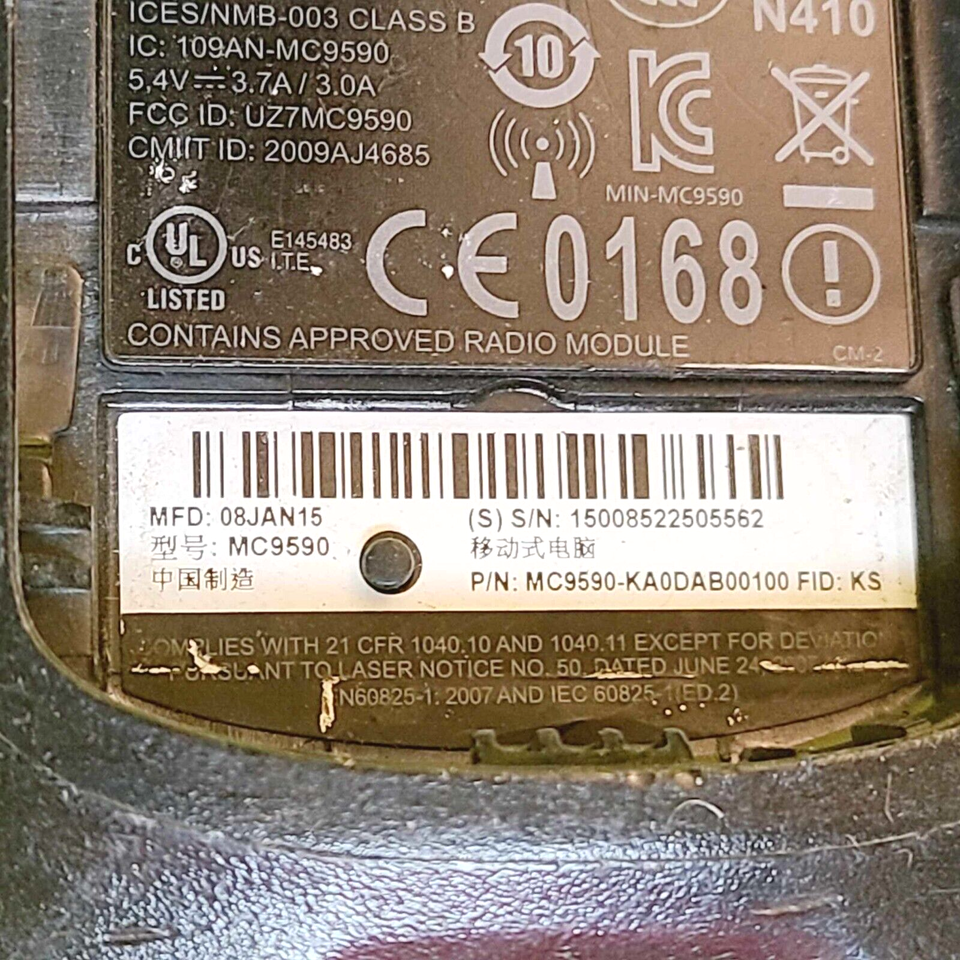 ICES/NMB-003 CLASS B
N410
IC: 109AN-MC9590
10
5.4V 3.7A / 3.0A
FCC ID: UZ7MC9590
CMIIT ID: 2009AJ4685
MIN-MC9590
C UL US LISTED
E145483
I.T.E.
CE0168
!
CONTAINS APPROVED RADIO MODULE
CM-2
MFD: 08JAN15
(S) S/N: 15008522505562
型号: MC9590
移动式电脑
中国制造
P/N: MC9590-KA0DAB00100 FID: KS
COMPLIES WITH 21 CFR 1040.10 AND 1040.11 EXCEPT FOR DEVIATION
PURSUANT TO LASER NOTICE NO. 50, DATED JUNE 24,
EN60825-1: 2007 AND IEC 60825-1(ED.2)